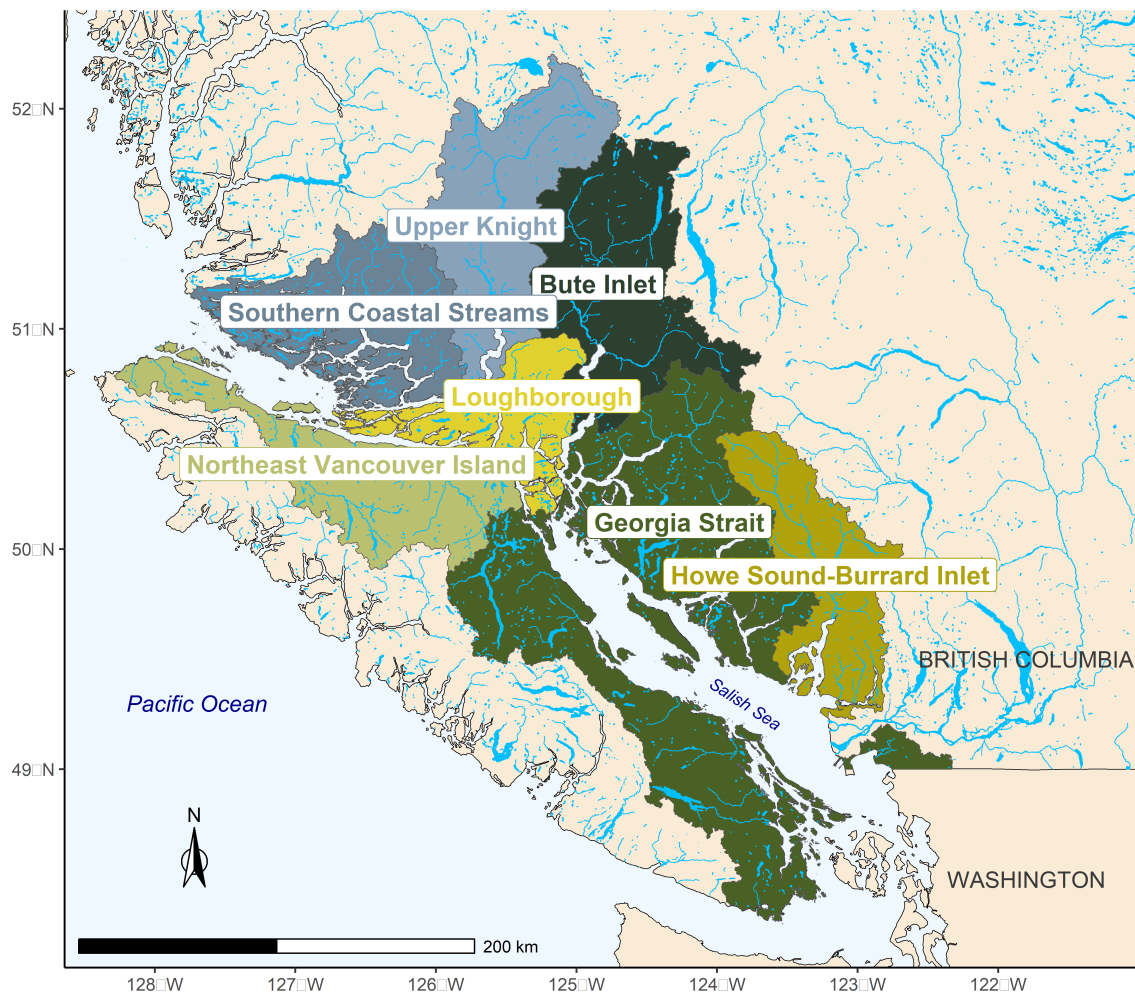 52□N
Upper Knight
Bute Inlet
Southern Coastal Streams
51□N
Loughborough
Northeast Vancouver Island
Georgia Strait
50□N
Howe Sound-Burrard Inlet
BRITISH COLUMBIA
Pacific Ocean
Salish Sea
49□N
N
WASHINGTON
200 km
128□W 127□W 126□W 125□W 124□W 123□W 122□W